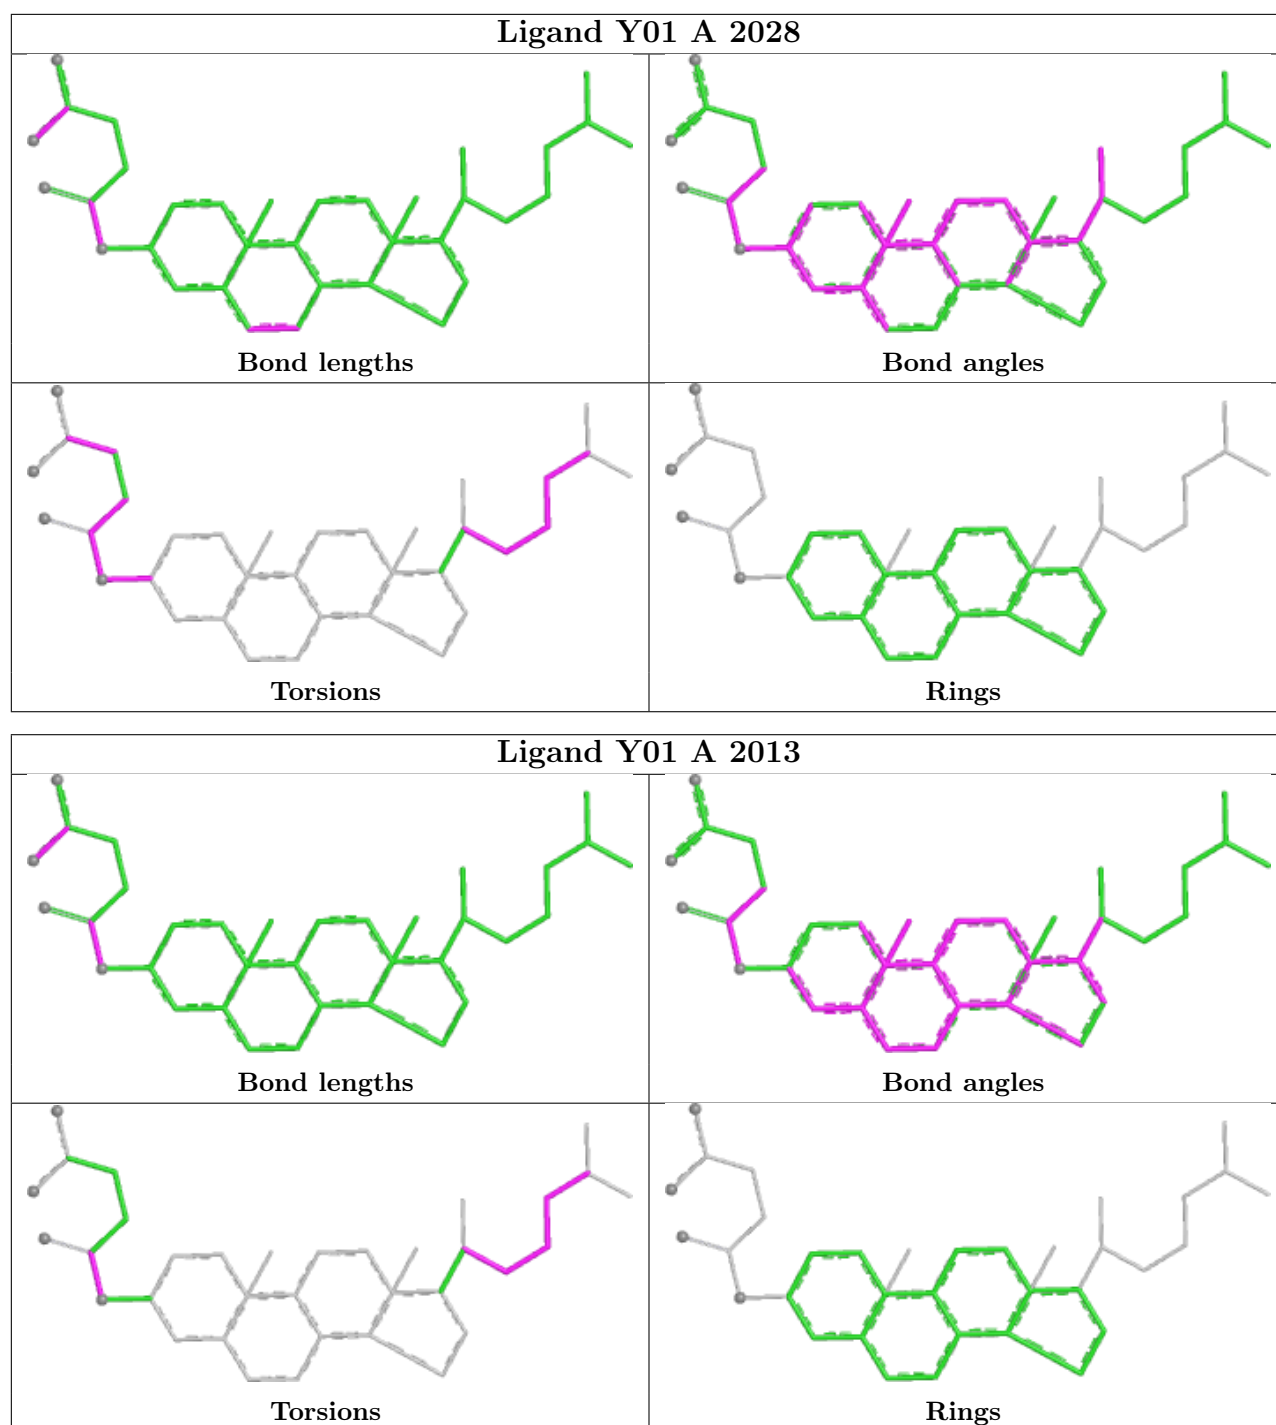 Ligand Y01 A 2028
Bond lengths
Bond angles
Torsions
Rings
Ligand Y01 A 2013
Bond lengths
Bond angles
Torsions
Rings